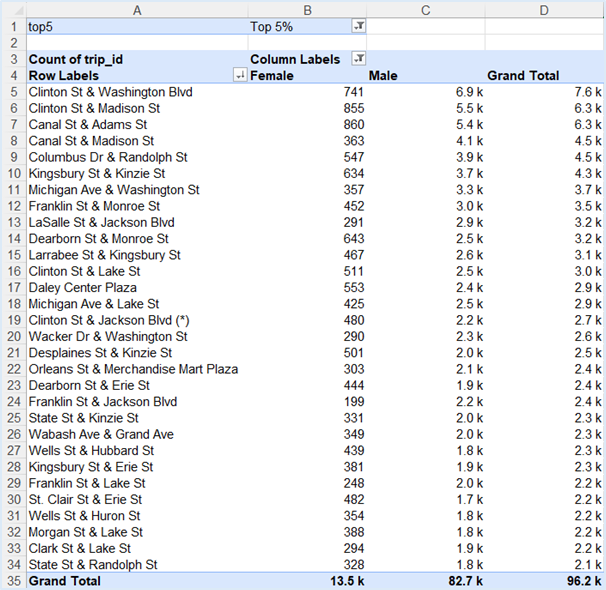 A B C D
1 top5 Top 5%
2
3 Count of trip_id Column Labels
4 Row Labels Female Male Grand Total
5 Clinton St & Washington Blvd 741 6.9 k 7.6 k
6 Clinton St & Madison St 855 5.5 k 6.3 k
7 Canal St & Adams St 860 5.4 k 6.3 k
8 Canal St & Madison St 363 4.1 k 4.5 k
9 Columbus Dr & Randolph St 547 3.9 k 4.5 k
10 Kingsbury St & Kinzie St 634 3.7 k 4.3 k
11 Michigan Ave & Washington St 357 3.3 k 3.7 k
12 Franklin St & Monroe St 452 3.0 k 3.5 k
13 LaSalle St & Jackson Blvd 291 2.9 k 3.2 k
14 Dearborn St & Monroe St 643 2.5 k 3.2 k
15 Larrabee St & Kingsbury St 467 2.6 k 3.1 k
16 Clinton St & Lake St 511 2.5 k 3.0 k
17 Daley Center Plaza 553 2.4 k 2.9 k
18 Michigan Ave & Lake St 425 2.5 k 2.9 k
19 Clinton St & Jackson Blvd (*) 480 2.2 k 2.7 k
20 Wacker Dr & Washington St 290 2.3 k 2.6 k
21 Desplaines St & Kinzie St 501 2.0 k 2.5 k
22 Orleans St & Merchandise Mart Plaza 303 2.1 k 2.4 k
23 Dearborn St & Erie St 444 1.9 k 2.4 k
24 Franklin St & Jackson Blvd 199 2.2 k 2.4 k
25 State St & Kinzie St 331 2.0 k 2.3 k
26 Wabash Ave & Grand Ave 349 2.0 k 2.3 k
27 Wells St & Hubbard St 439 1.8 k 2.3 k
28 Kingsbury St & Erie St 381 1.9 k 2.3 k
29 Franklin St & Lake St 248 2.0 k 2.2 k
30 St. Clair St & Erie St 482 1.7 k 2.2 k
31 Wells St & Huron St 354 1.8 k 2.2 k
32 Morgan St & Lake St 388 1.8 k 2.2 k
33 Clark St & Lake St 294 1.9 k 2.2 k
34 State St & Randolph St 328 1.8 k 2.1 k
35 Grand Total 13.5 k 82.7 k 96.2 k